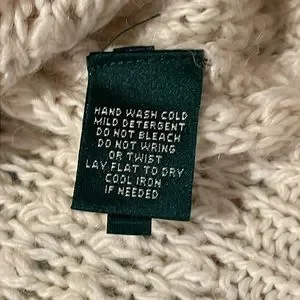 HAND WASH COLD
MILD DETERGENT
DO NOT BLEACH
DO NOT WRING
OR TWIST
LAY FLAT TO DRY
COOL IRON
IF NEEDED